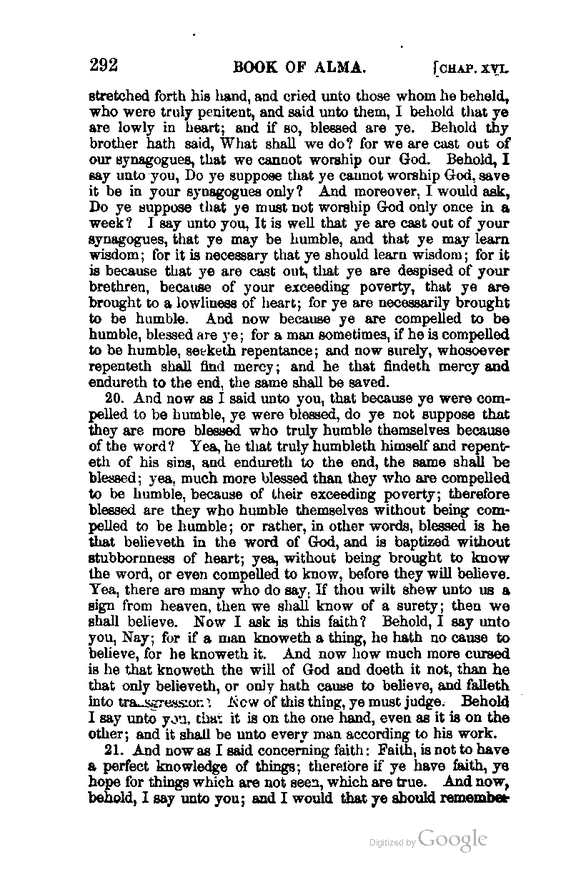 292 BOOK OF ALMA. [CHAP. XVI.
stretched forth his hand, and cried unto those whom he beheld,
who were truly penitent, and said unto them, I behold that ye
are lowly in heart; and if so, blessed are ye. Behold thy
brother hath said, What shall we do? for we are cast out of
our synagogues, that we cannot worship our God. Behold, I
say unto you, Do ye suppose that ye cannot worship God, save
it be in your synagogues only? And moreover, I would ask,
Do ye suppose that ye must not worship God only once in a
week? I say unto you, It is well that ye are cast out of your
synagogues, that ye may be humble, and that ye may learn
wisdom; for it is necessary that ye should learn wisdom; for it
is because that ye are cast out, that ye are despised of your
brethren, because of your exceeding poverty, that ye are
brought to a lowliness of heart; for ye are necessarily brought
to be humble. And now because ye are compelled to be
humble, blessed are ye; for a man sometimes, if he is compelled
to be humble, seeketh repentance; and now surely, whosoever
repenteth shall find mercy; and he that findeth mercy and
endureth to the end, the same shall be saved.
20. And now as I said unto you, that because ye were com-
pelled to be humble, ye were blessed, do ye not suppose that
they are more blessed who truly humble themselves because
of the word? Yea, he that truly humbleth himself and repent-
eth of his sins, and endureth to the end, the same shall be
blessed; yea, much more blessed than they who are compelled
to be humble, because of their exceeding poverty; therefore
blessed are they who humble themselves without being com-
pelled to be humble; or rather, in other words, blessed is he
that believeth in the word of God, and is baptized without
stubbornness of heart; yea, without being brought to know
the word, or even compelled to know, before they will believe.
Yea, there are many who do say, If thou wilt shew unto us a
sign from heaven, then we shall know of a surety; then we
shall believe. Now I ask is this faith? Behold, I say unto
you, Nay; for if a man knoweth a thing, he hath no cause to
believe, for he knoweth it. And now how much more cursed
is he that knoweth the will of God and doeth it not, than he
that only believeth, or only hath cause to believe, and falleth
into transgression? Now of this thing, ye must judge. Behold
I say unto you, that it is on the one hand, even as it is on the
other; and it shall be unto every man according to his work.
21. And now as I said concerning faith: Faith, is not to have
a perfect knowledge of things; therefore if ye have faith, ye
hope for things which are not seen, which are true. And now,
behold, I say unto you; and I would that ye should remember
Digitized by Google